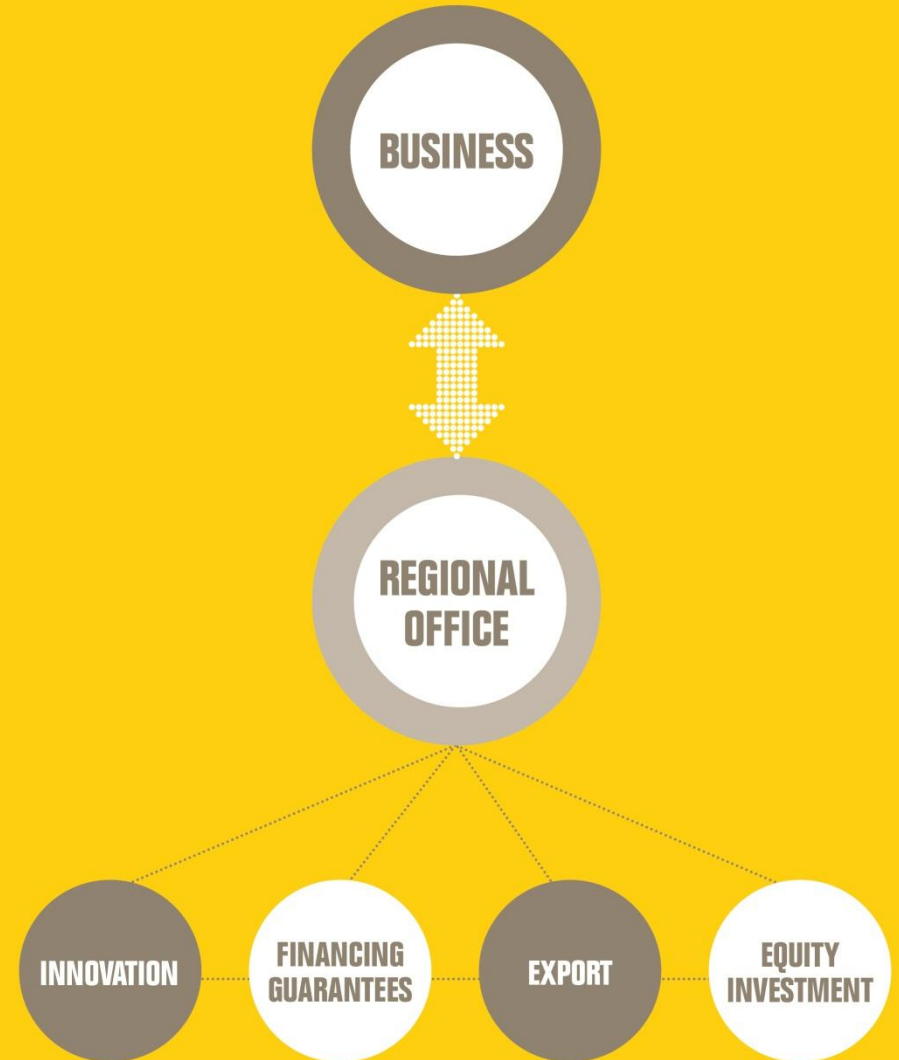 BUSINESS
REGIONAL
OFFICE
INNOVATION
FINANCING
GUARANTEES
EXPORT
EQUITY
INVESTMENT